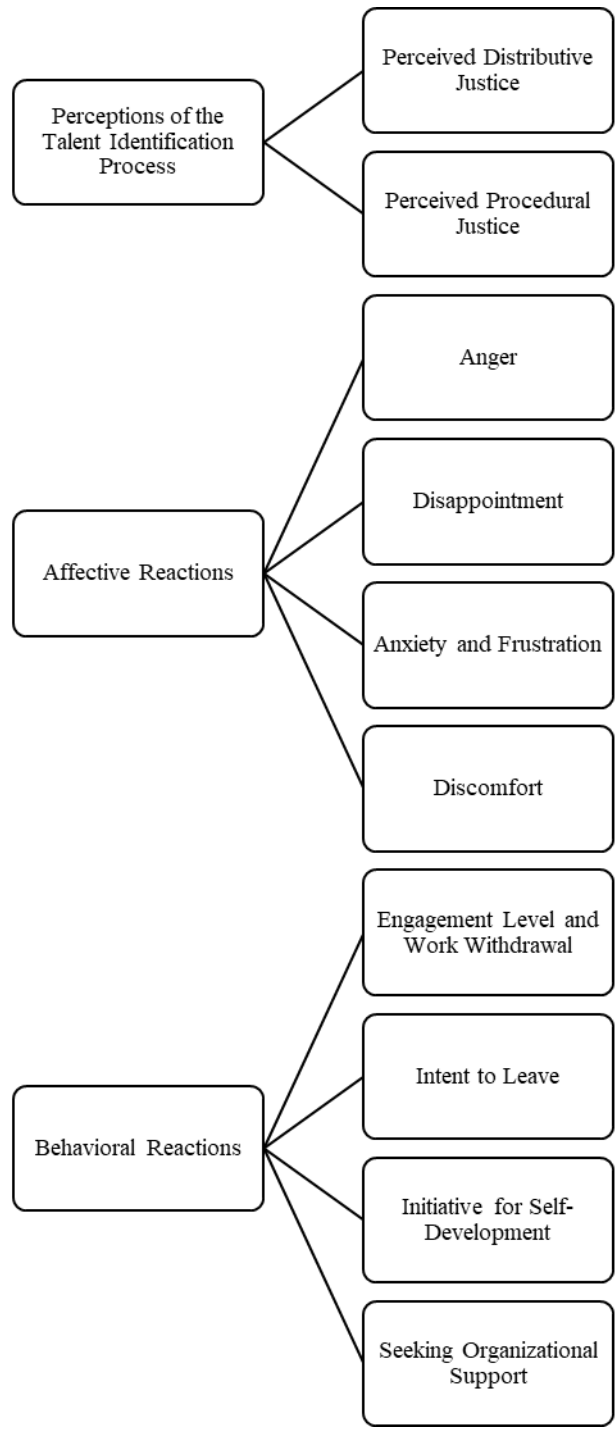 Perceptions of the
Talent Identification
Process
Perceived Distributive
Justice
Perceived Procedural
Justice
Affective Reactions
Anger
Disappointment
Anxiety and Frustration
Discomfort
Behavioral Reactions
Engagement Level and
Work Withdrawal
Intent to Leave
Initiative for Self-
Development
Seeking Organizational
Support